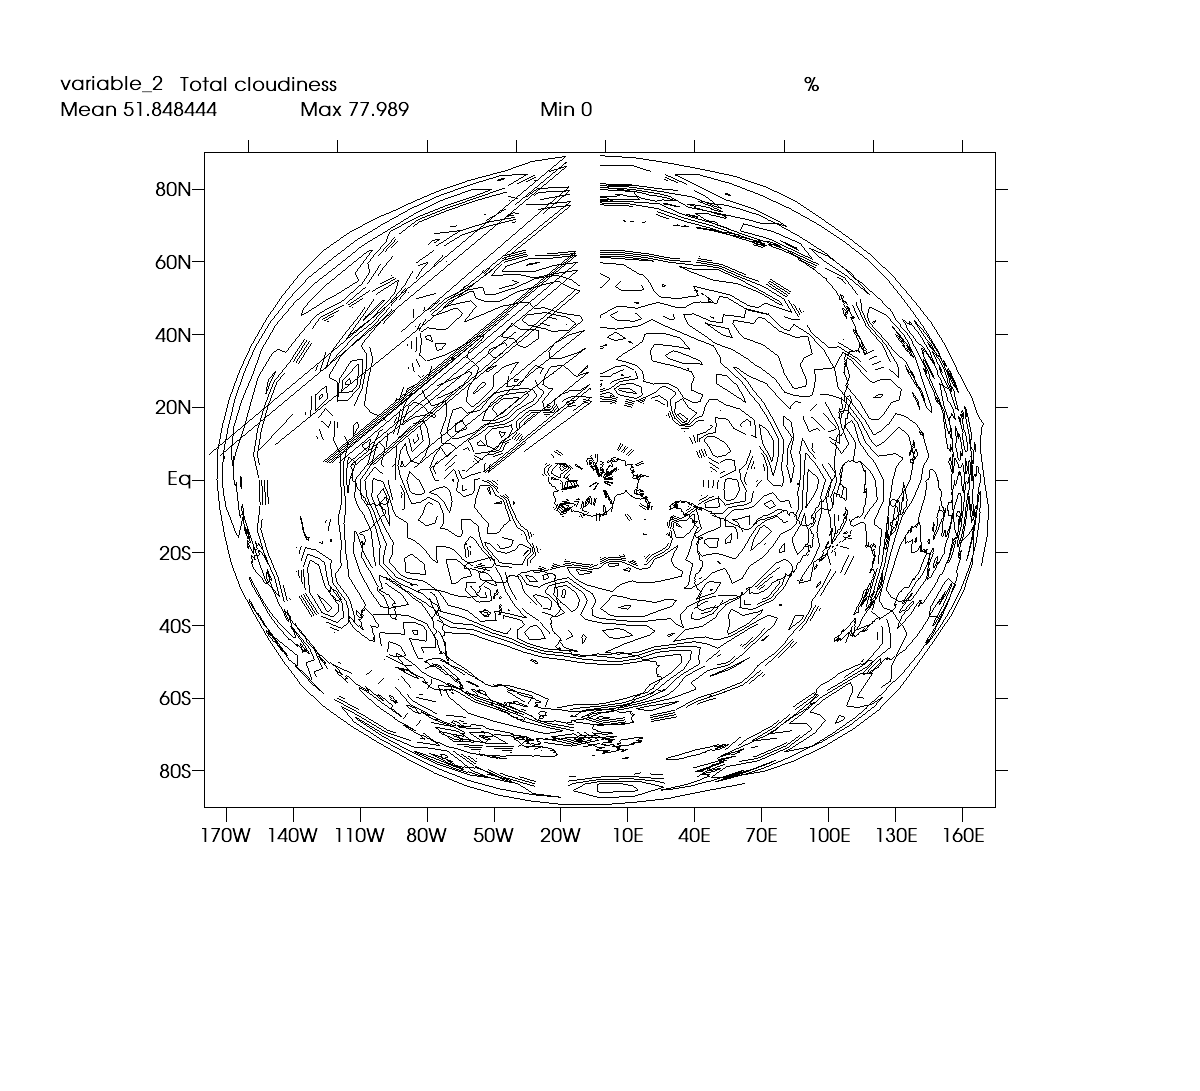 variable_2 Total cloudiness %
Mean 51.848444 Max 77.989 Min 0
80N
60N
40N
20N
Eq
20S
40S
60S
80S
170W 140W 110W 80W 50W 20W 10E 40E 70E 100E 130E 160E